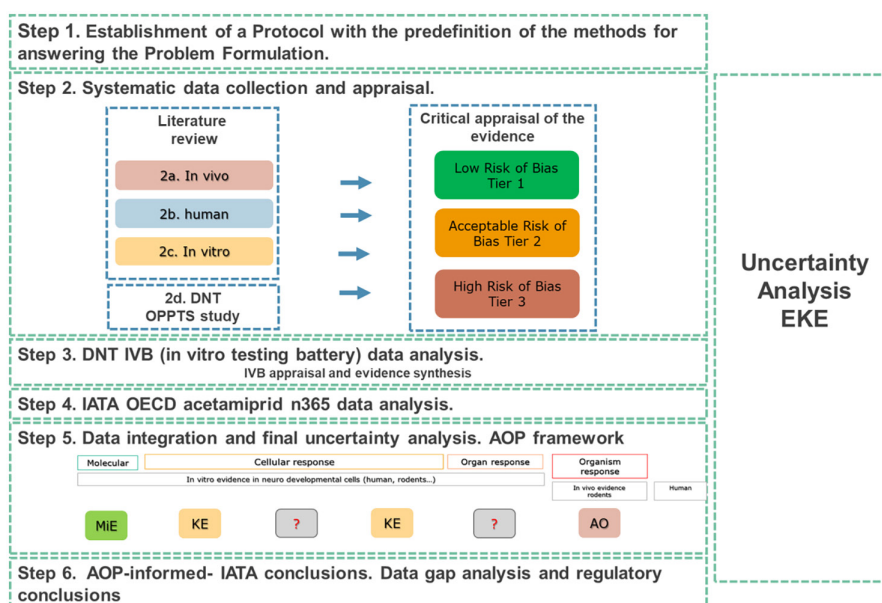 Step 1. Establishment of a Protocol with the predefinition of the methods for
answering the Problem Formulation.
Step 2. Systematic data collection and appraisal.
Literature
review
2a. In vivo
2b. human
2c. In vitro
2d. DNT
OPPTS study
Critical appraisal of the
evidence
Low Risk of Bias
Tier 1
Acceptable Risk of
Bias Tier 2
High Risk of Bias
Tier 3
Step 3. DNT IVB (in vitro testing battery) data analysis.
IVB appraisal and evidence synthesis
Step 4. IATA OECD acetamiprid n365 data analysis.
Step 5. Data integration and final uncertainty analysis. AOP framework
Molecular
Cellular response
Organ response
Organism
response
In vitro evidence in neuro developmental cells (human, rodents...)
In vivo evidence
rodents
Human
MiE
KE
?
KE
?
AO
Step 6. AOP-informed- IATA conclusions. Data gap analysis and regulatory
conclusions
Uncertainty
Analysis
EKE